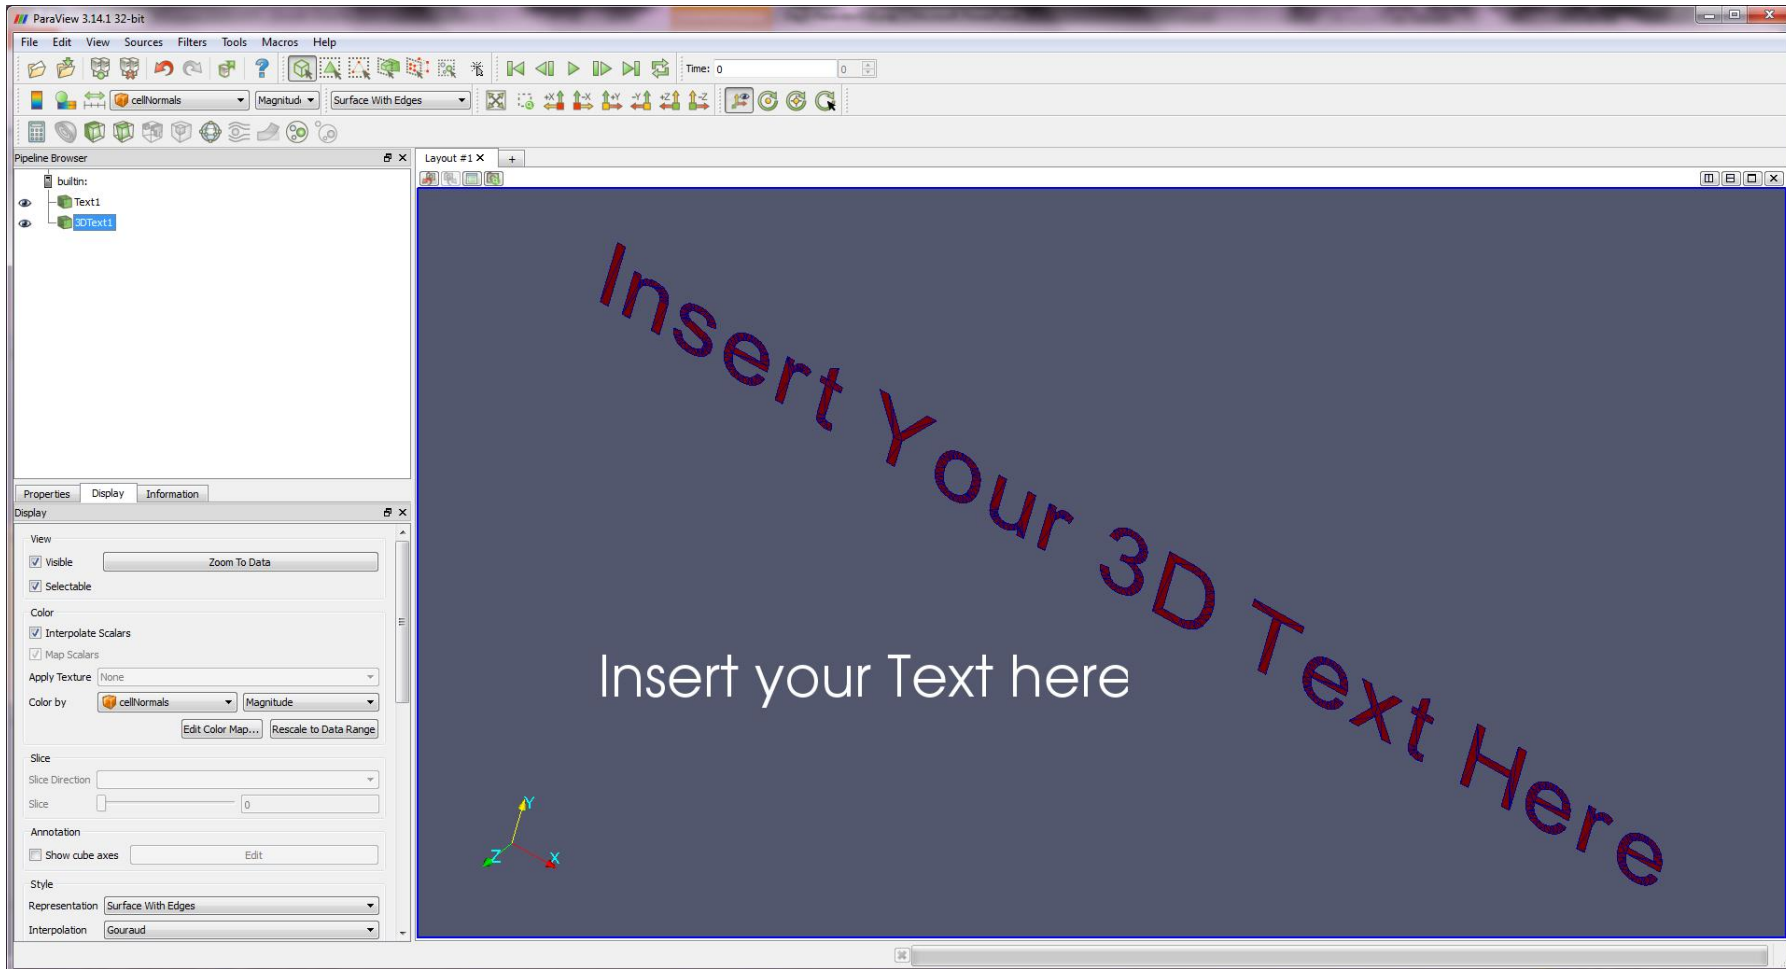 ParaView 3.14.1 32-bit
File Edit View Sources Filters Tools Macros Help
Time: 0 0
cellNormals Magnitud Surface With Edges
+X -X +Y -Y +Z -Z
Pipeline Browser
Layout #1 +
builtin:
Text1
3DText1
Insert Your 3D Text Here
Insert your Text here
Y
Z X
Properties Display Information
Display
View
Visible Zoom To Data
Selectable
Color
Interpolate Scalars
Map Scalars
Apply Texture None
Color by cellNormals Magnitude
Edit Color Map... Rescale to Data Range
Slice
Slice Direction
Slice 0
Annotation
Show cube axes Edit
Style
Representation Surface With Edges
Interpolation Gouraud